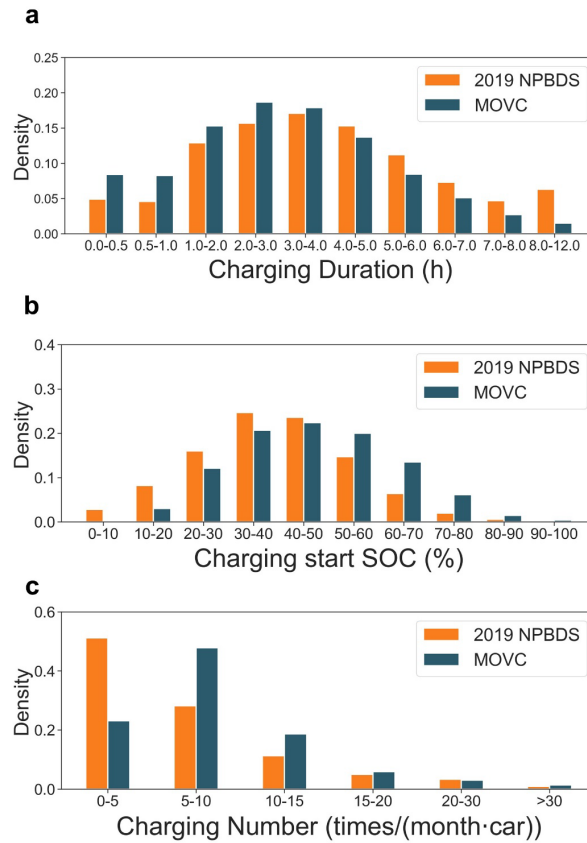 a
0.25
0.20
0.15
0.10
0.05
0.00
Density
2019 NPBDS
MOVC
0.0-0.5 0.5-1.0 1.0-2.0 2.0-3.0 3.0-4.0 4.0-5.0 5.0-6.0 6.0-7.0 7.0-8.0 8.0-12.0
Charging Duration (h)
b
0.4
0.3
0.2
0.1
0.0
Density
2019 NPBDS
MOVC
0-10 10-20 20-30 30-40 40-50 50-60 60-70 70-80 80-90 90-100
Charging start SOC (%)
c
0.6
0.4
0.2
0.0
Density
2019 NPBDS
MOVC
0-5 5-10 10-15 15-20 20-30 >30
Charging Number (times/(month·car))